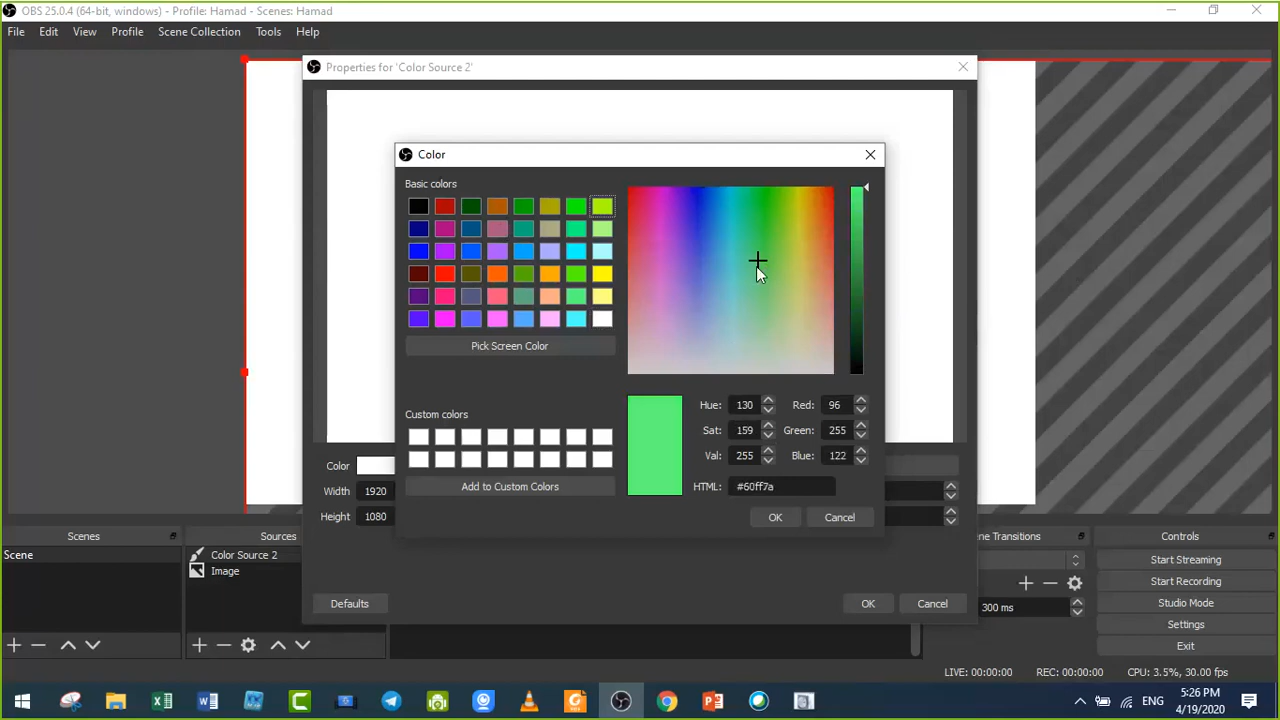 OBS 25.0.4 (64-bit, windows) - Profile: Hamad - Scenes: Hamad
File Edit View Profile Scene Collection Tools Help
Properties for 'Color Source 2'
Color
Basic colors
Pick Screen Color
Custom colors
Add to Custom Colors
Hue: 130 Red: 96
Sat: 159 Green: 255
Val: 255 Blue: 122
HTML: #60ff7a
OK Cancel
Color
Width 1920
Height 1080
Defaults OK Cancel
Scenes
Scene
Sources
Color Source 2
Image
ne Transitions
300 ms
Controls
Start Streaming
Start Recording
Studio Mode
Settings
Exit
LIVE: 00:00:00 REC: 00:00:00 CPU: 3.5%, 30.00 fps
ENG
5:26 PM
4/19/2020